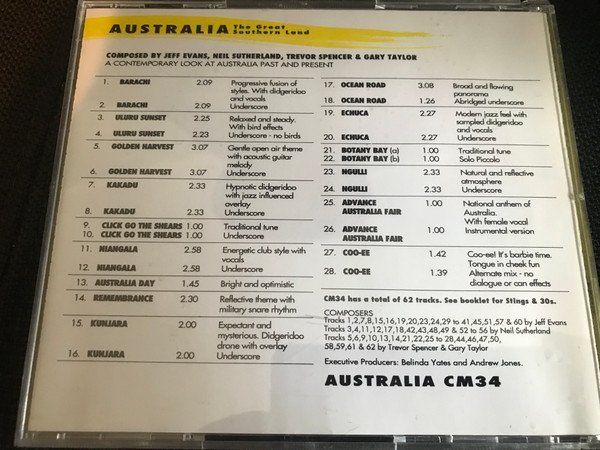 AUSTRALIA The Great Southern Land
COMPOSED BY JEFF EVANS, NEIL SUTHERLAND, TREVOR SPENCER & GARY TAYLOR
A CONTEMPORARY LOOK AT AUSTRALIA PAST AND PRESENT
1. BARACHI 2.09 Progressive fusion of
styles. With didgeridoo
and vocals
2. BARACHI 2.09 Underscore
3. ULURU SUNSET 2.25 Relaxed and steady.
With bird effects
4. ULURU SUNSET 2.23 Underscore - no birds
5. GOLDEN HARVEST 3.07 Gentle open air theme
with acoustic guitar
melody
6. GOLDEN HARVEST 3.07 Underscore
7. KAKADU 2.33 Hypnotic didgeridoo
with jazz influenced
overlay
8. KAKADU 2.33 Underscore
9. CLICK GO THE SHEARS 1.00 Traditional tune
10. CLICK GO THE SHEARS 1.00 Underscore
11. NIANGALA 2.58 Energetic club style with
vocals
12. NIANGALA 2.58 Underscore
13. AUSTRALIA DAY 1.45 Bright and optimistic
14. REMEMBRANCE 2.30 Reflective theme with
military snare rhythm
15. KUNJARA 2.00 Expectant and
mysterious. Didgeridoo
drone with overlay
16. KUNJARA 2.00 Underscore
17. OCEAN ROAD 3.08 Broad and flowing
panorama
18. OCEAN ROAD 1.26 Abridged underscore
19. ECHUCA 2.27 Modern jazz feel with
sampled didgeridoo
and vocals
20. ECHUCA 2.27 Underscore
21. BOTANY BAY (a) 1.00 Traditional tune
22. BOTANY BAY (b) 1.00 Solo Piccolo
23. NGULLI 2.33 Natural and reflective
atmosphere
24. NGULLI 2.33 Underscore
25. ADVANCE 1.00 National anthem of
AUSTRALIA FAIR Australia.
With female vocal
26. ADVANCE 1.00 Instrumental version
AUSTRALIA FAIR
27. COO-EE 1.42 Coo-ee! It's barbie time.
Tongue in cheek fun
28. COO-EE 1.39 Alternate mix - no
dialogue or can effects
CM34 has a total of 62 tracks. See booklet for Stings & 30s.
COMPOSERS
Tracks 1,2,7,8,15,16,19,20,23,24,29 to 41,45,51,57 & 60 by Jeff Evans
Tracks 3,4,11,12,17,18,42,43,48,49 & 52 to 56 by Neil Sutherland
Tracks 5,6,9,10,13,14,21,22,25 to 28,44,46,47,50,
58,59,61 & 62 by Trevor Spencer & Gary Taylor
Executive Producers: Belinda Yates and Andrew Jones.
AUSTRALIA CM34